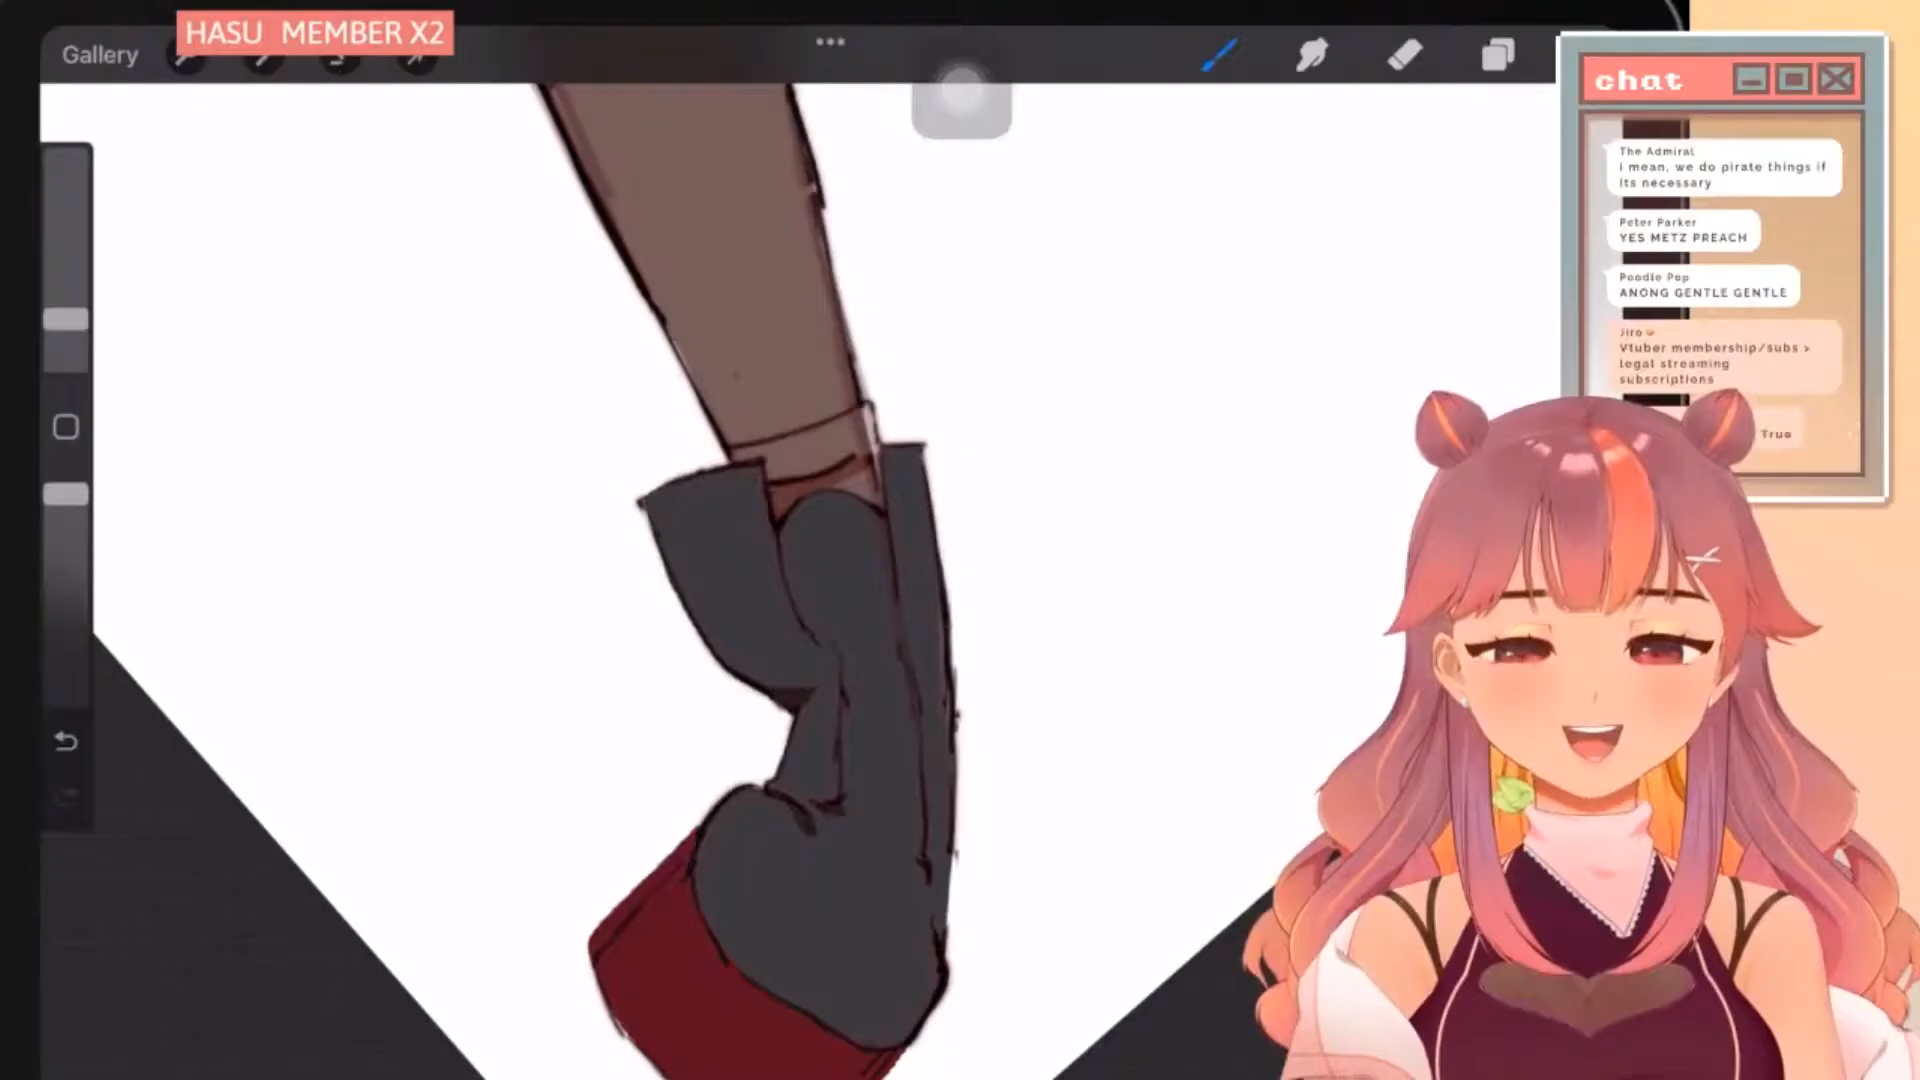 HASU MEMBER X2
Gallery
chat
The Admiral
i mean, we do pirate things if
its necessary
Peter Parker
YES METZ PREACH
Poodle Pop
ANONG GENTLE GENTLE
Jiro
Vtuber membership/subs >
legal streaming
subscriptions
True